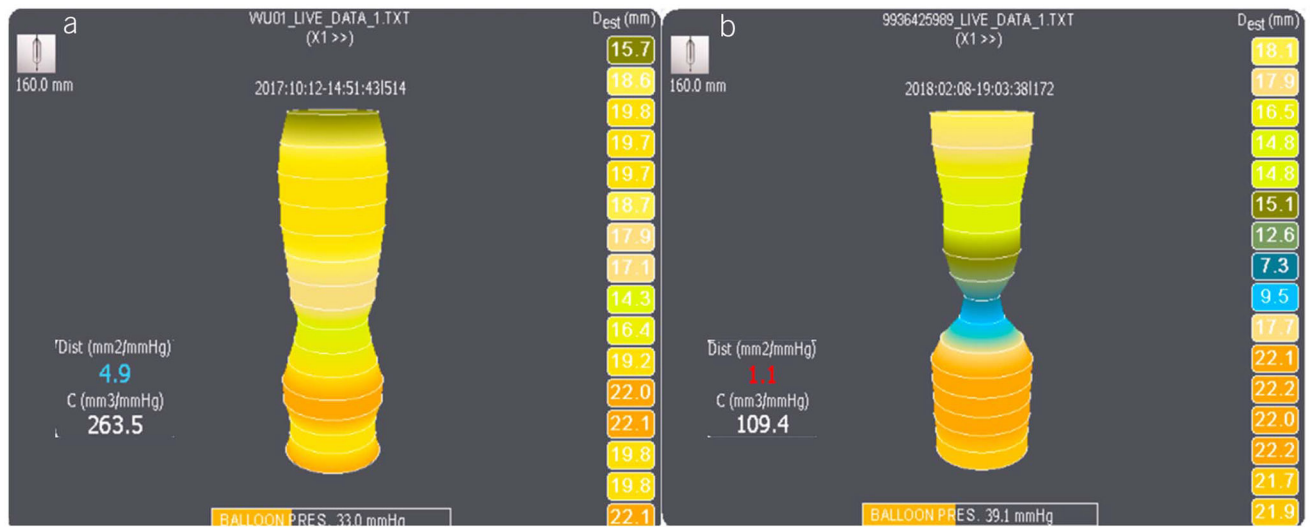 a
WU01_LIVE_DATA_1.TXT
(X1 >>)
160.0 mm
2017:10:12-14:51:43|514
Dist (mm2/mmHg)
4.9
C (mm3/mmHg)
263.5
BALLOON PRES. 33.0 mmHg
Dest (mm)
15.7
18.6
19.8
19.7
19.7
18.7
17.9
17.1
14.3
16.4
19.2
22.0
22.1
19.8
19.8
22.1
b
9936425989_LIVE_DATA_1.TXT
(X1 >>)
160.0 mm
2018:02:08-19:03:38|172
Dist (mm2/mmHg)
1.1
C (mm3/mmHg)
109.4
BALLOON PRES. 39.1 mmHg
Dest (mm)
18.1
17.9
16.5
14.8
14.8
15.1
12.6
7.3
9.5
17.7
22.1
22.2
22.0
22.2
21.7
21.9